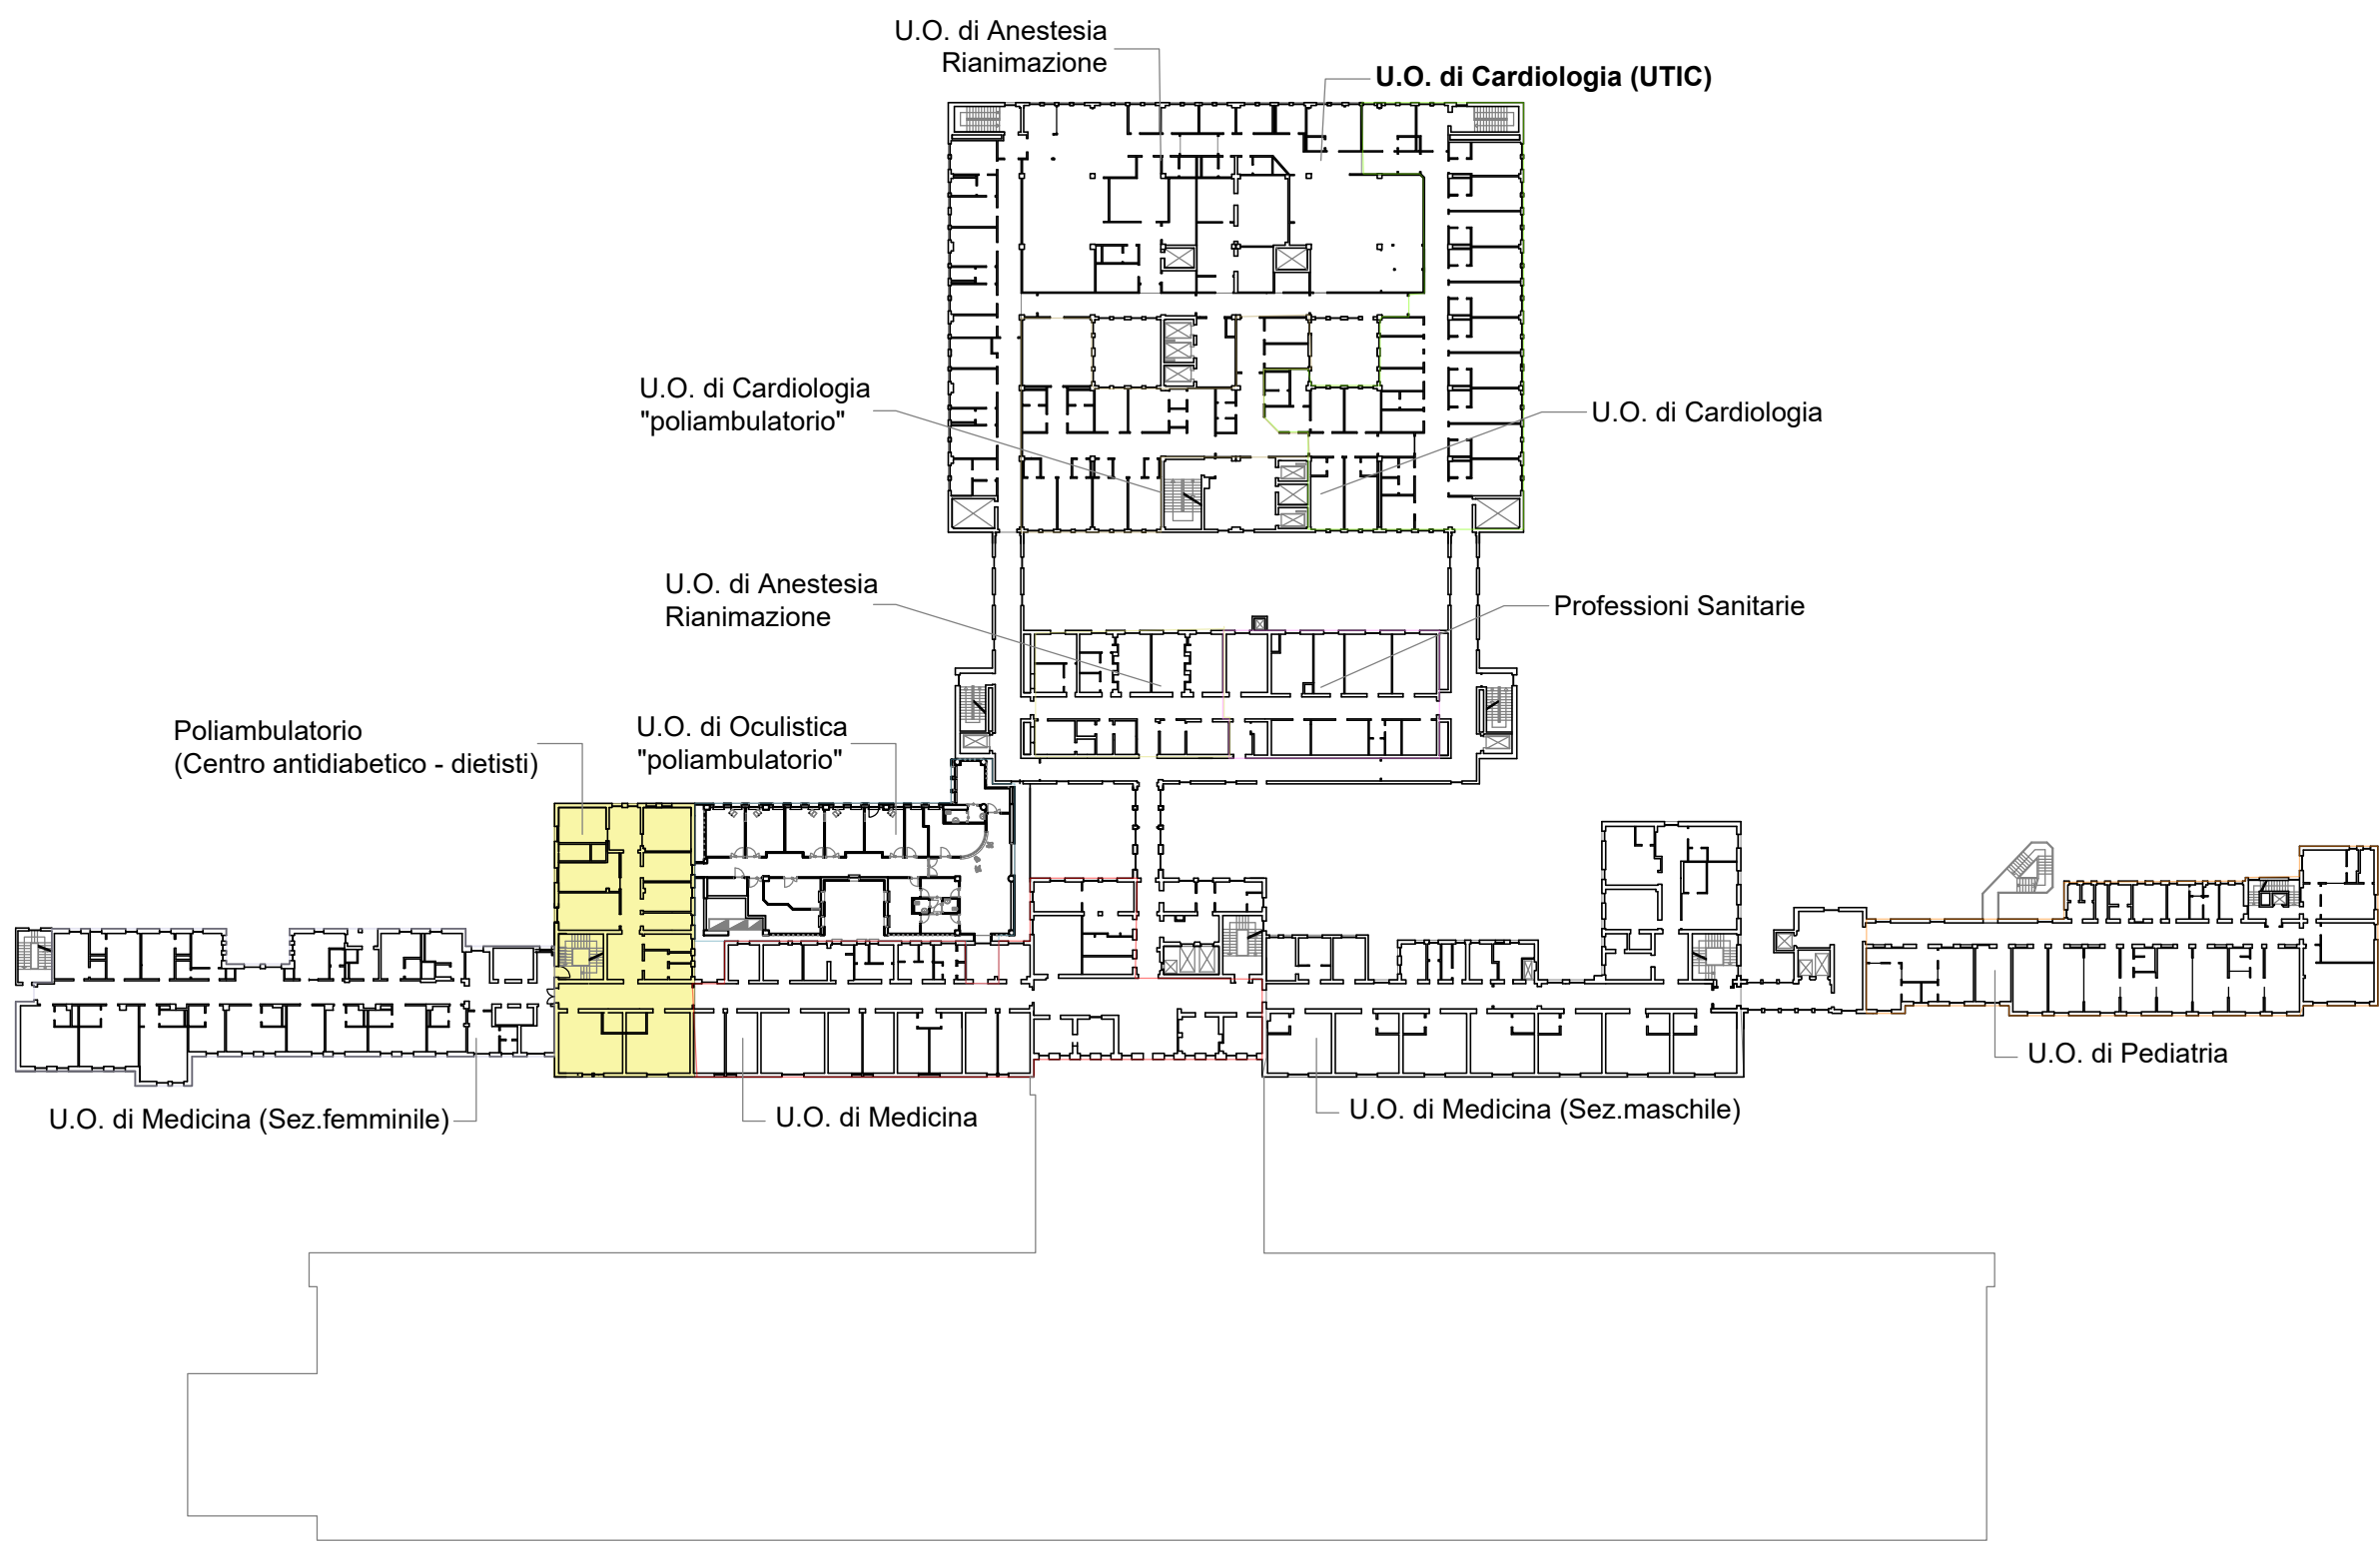 U.O. di Anestesia
Rianimazione
U.O. di Cardiologia (UTIC)
U.O. di Cardiologia
"poliambulatorio"
U.O. di Cardiologia
U.O. di Anestesia
Rianimazione
Professioni Sanitarie
Poliambulatorio
(Centro antidiabetico - dietisti)
U.O. di Oculistica
"poliambulatorio"
U.O. di Pediatria
U.O. di Medicina (Sez.femminile)
U.O. di Medicina
U.O. di Medicina (Sez.maschile)